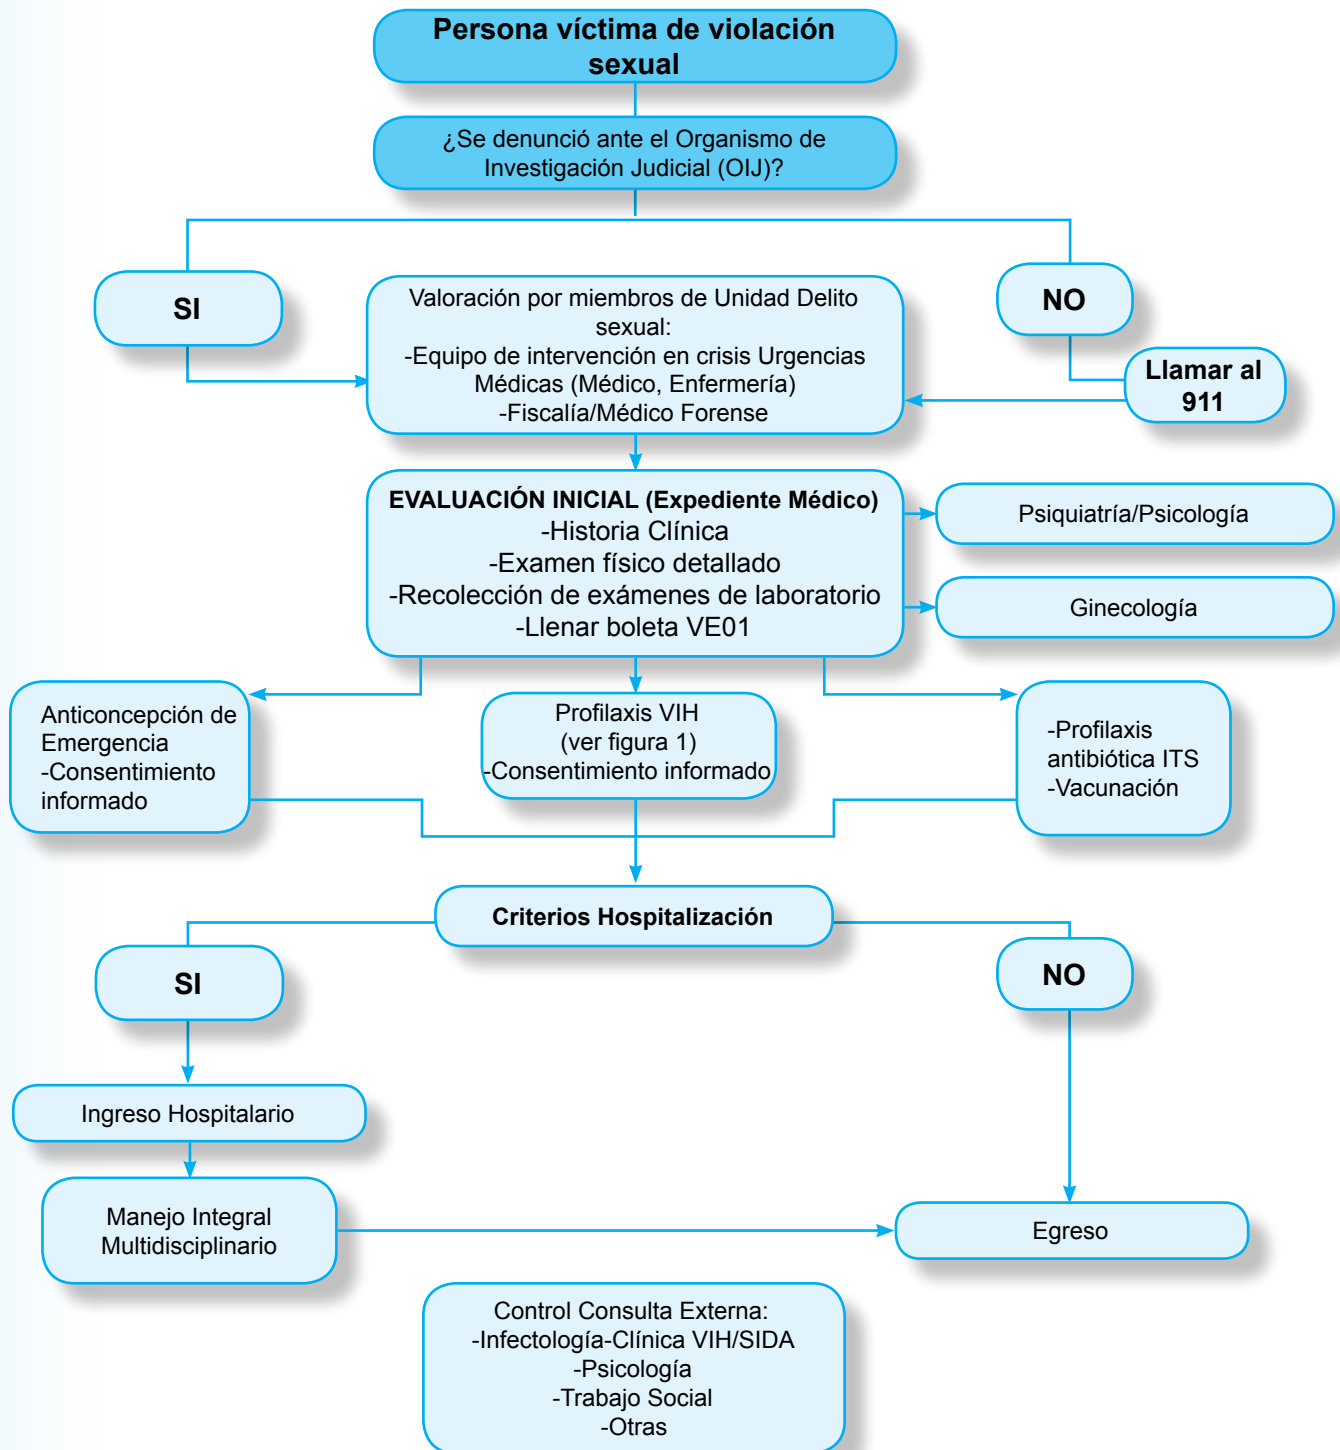 Persona víctima de violación
sexual
¿Se denunció ante el Organismo de
Investigación Judicial (OIJ)?
SI
Valoración por miembros de Unidad Delito
sexual:
-Equipo de intervención en crisis Urgencias
Médicas (Médico, Enfermería)
-Fiscalía/Médico Forense
NO
Llamar al
911
EVALUACIÓN INICIAL (Expediente Médico)
-Historia Clínica
-Examen físico detallado
-Recolección de exámenes de laboratorio
-Llenar boleta VE01
Psiquiatría/Psicología
Ginecología
Anticoncepción de
Emergencia
-Consentimiento
informado
Profilaxis VIH
(ver figura 1)
-Consentimiento informado
-Profilaxis
antibiótica ITS
-Vacunación
Criterios Hospitalización
SI
NO
Ingreso Hospitalario
Manejo Integral
Multidisciplinario
Egreso
Control Consulta Externa:
-Infectología-Clínica VIH/SIDA
-Psicología
-Trabajo Social
-Otras